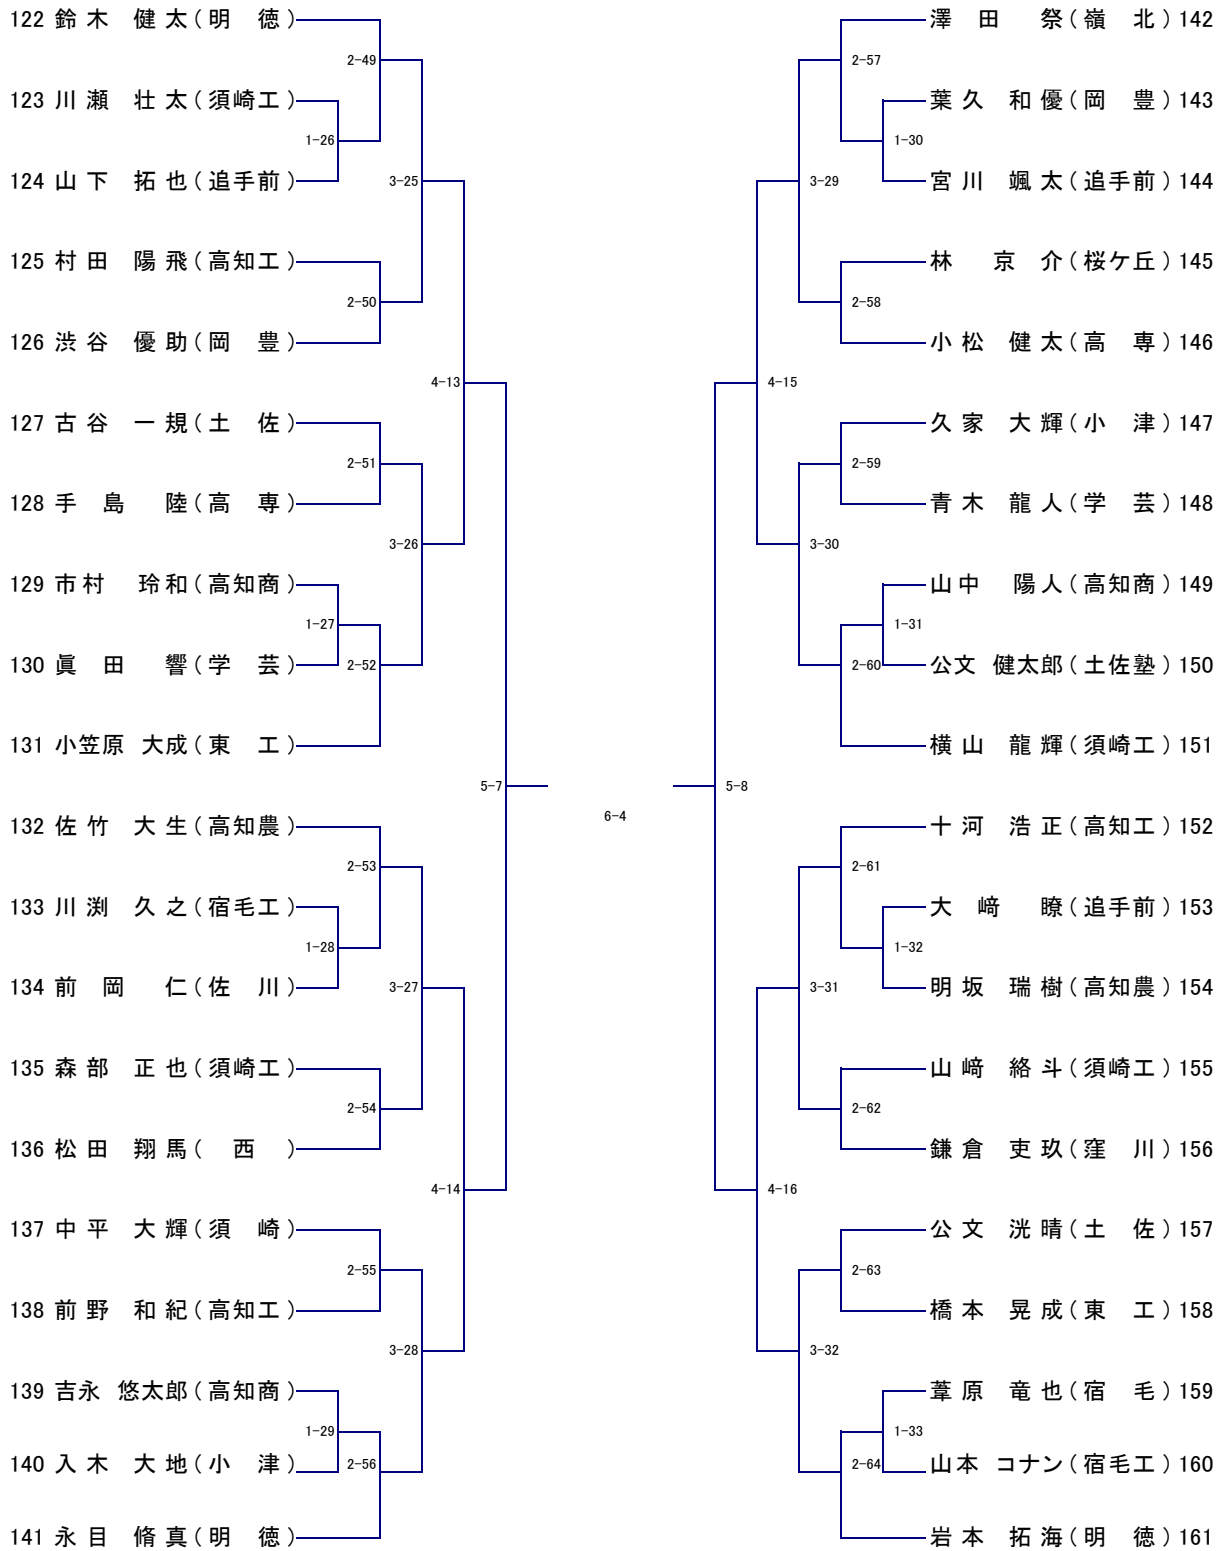 122 鈴木 健太(明 徳)
2-49
123 川瀬 壮太(須崎工)
1-26
124 山下 拓也(追手前)
3-25
125 村田 陽飛(高知工)
2-50
126 渋谷 優助(岡 豊)
4-13
127 古谷 一規(土 佐)
2-51
128 手島 陸(高 専)
3-26
129 市村 玲和(高知商)
1-27
130 眞田 響(学 芸)
2-52
131 小笠原 大成(東 工)
5-7
132 佐竹 大生(高知農)
2-53
133 川渕 久之(宿毛工)
1-28
134 前岡 仁(佐 川)
3-27
135 森部 正也(須崎工)
2-54
136 松田 翔馬( 西 )
4-14
137 中平 大輝(須 崎)
2-55
138 前野 和紀(高知工)
3-28
139 吉永 悠太郎(高知商)
1-29
140 入木 大地(小 津)
2-56
141 永目 脩真(明 徳)
6-4
澤田 祭(嶺 北)142
2-57
葉久 和優(岡 豊)143
1-30
宮川 颯太(追手前)144
3-29
林 京介(桜ケ丘)145
2-58
小松 健太(高 専)146
4-15
久家 大輝(小 津)147
2-59
青木 龍人(学 芸)148
3-30
山中 陽人(高知商)149
1-31
公文 健太郎(土佐塾)150
2-60
横山 龍輝(須崎工)151
5-8
十河 浩正(高知工)152
2-61
大﨑 瞭(追手前)153
1-32
明坂 瑞樹(高知農)154
3-31
山﨑 絡斗(須崎工)155
2-62
鎌倉 吏玖(窪 川)156
4-16
公文 洸晴(土 佐)157
2-63
橋本 晃成(東 工)158
3-32
葦原 竜也(宿 毛)159
1-33
山本 コナン(宿毛工)160
2-64
岩本 拓海(明 徳)161